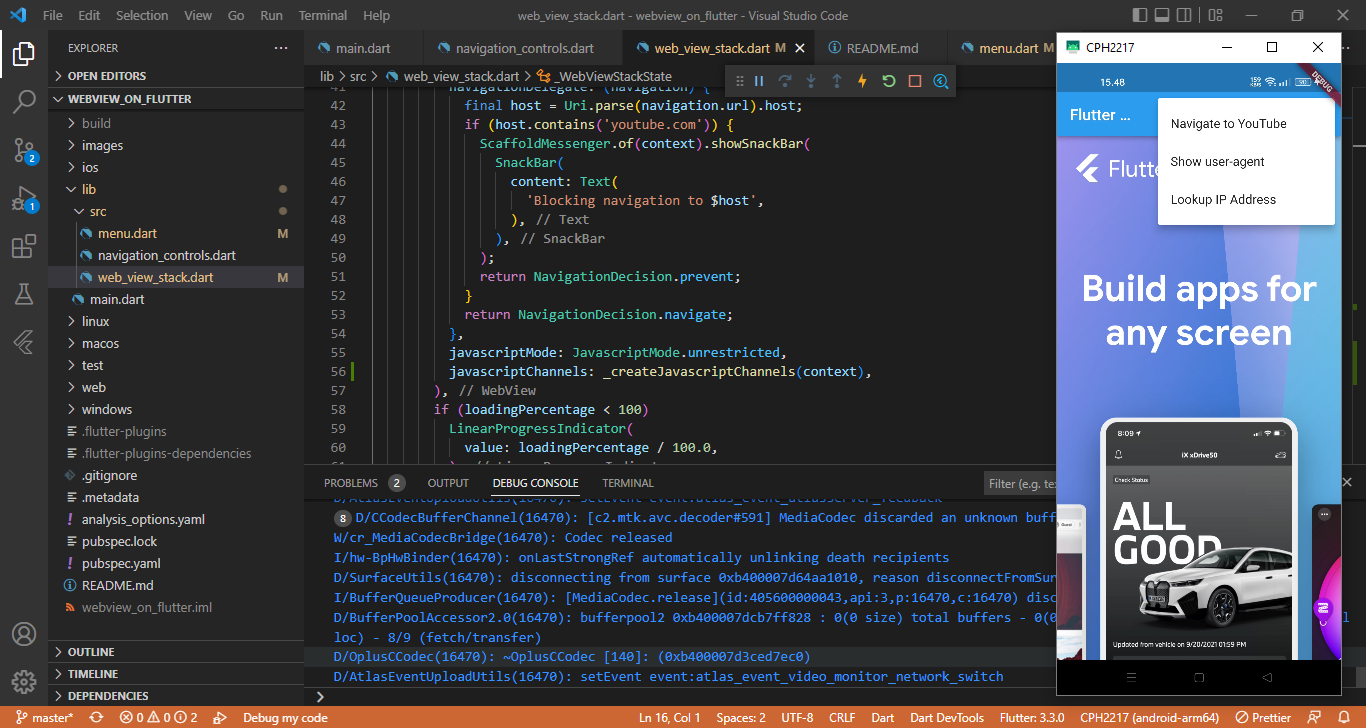 File Edit Selection View Go Run Terminal Help
web_view_stack.dart - webview_on_flutter - Visual Studio Code
EXPLORER
OPEN EDITORS
WEBVIEW_ON_FLUTTER
build
images
ios
lib
src
menu.dart M
navigation_controls.dart
web_view_stack.dart M
main.dart
linux
macos
test
web
windows
.flutter-plugins
.flutter-plugins-dependencies
.gitignore
.metadata
analysis_options.yaml
pubspec.lock
pubspec.yaml
README.md
webview_on_flutter.iml
OUTLINE
TIMELINE
DEPENDENCIES
2
1
main.dart navigation_controls.dart web_view_stack.dart M README.md menu.dart M
lib > src > web_view_stack.dart > _WebViewStackState
41 navigationDelegate: (navigation) {
42 final host = Uri.parse(navigation.url).host;
43 if (host.contains('youtube.com')) {
44 ScaffoldMessenger.of(context).showSnackBar(
45 SnackBar(
46 content: Text(
47 'Blocking navigation to $host',
48 ), // Text
49 ), // SnackBar
50 );
51 return NavigationDecision.prevent;
52 }
53 return NavigationDecision.navigate;
54 },
55 javascriptMode: JavascriptMode.unrestricted,
56 javascriptChannels: _createJavascriptChannels(context),
57 ), // WebView
58 if (loadingPercentage < 100)
59 LinearProgressIndicator(
60 value: loadingPercentage / 100.0,
PROBLEMS 2 OUTPUT DEBUG CONSOLE TERMINAL
Filter (e.g. te
D/AtlasEventUploadUtils(16470): setEvent event:atlas_event_atlasserver_feedback
8 D/CCodecBufferChannel(16470): [c2.mtk.avc.decoder#591] MediaCodec discarded an unknown buff
W/cr_MediaCodecBridge(16470): Codec released
I/hw-BpHwBinder(16470): onLastStrongRef automatically unlinking death recipients
D/SurfaceUtils(16470): disconnecting from surface 0xb400007d64aa1010, reason disconnectFromSur
I/BufferQueueProducer(16470): [MediaCodec.release](id:405600000043,api:3,p:16470,c:16470) disc
D/BufferPoolAccessor2.0(16470): bufferpool2 0xb400007dcb7ff828 : 0(0 size) total buffers - 0(0
loc) - 8/9 (fetch/transfer)
D/OplusCCodec(16470): ~OplusCCodec [140]: (0xb400007d3ced7ec0)
D/AtlasEventUploadUtils(16470): setEvent event:atlas_event_video_monitor_network_switch
CPH2217
15.48
DEBUG
Flutter ...
Navigate to YouTube
Show user-agent
Lookup IP Address
Flutte
Build apps for
any screen
8:09
iX xDrive50
Check Status
ALL
GOOD
Updated from vehicle on 9/20/2021 01:59 PM
master* 0 0 2 Debug my code Ln 16, Col 1 Spaces: 2 UTF-8 CRLF Dart Dart DevTools Flutter: 3.3.0 CPH2217 (android-arm64) Prettier